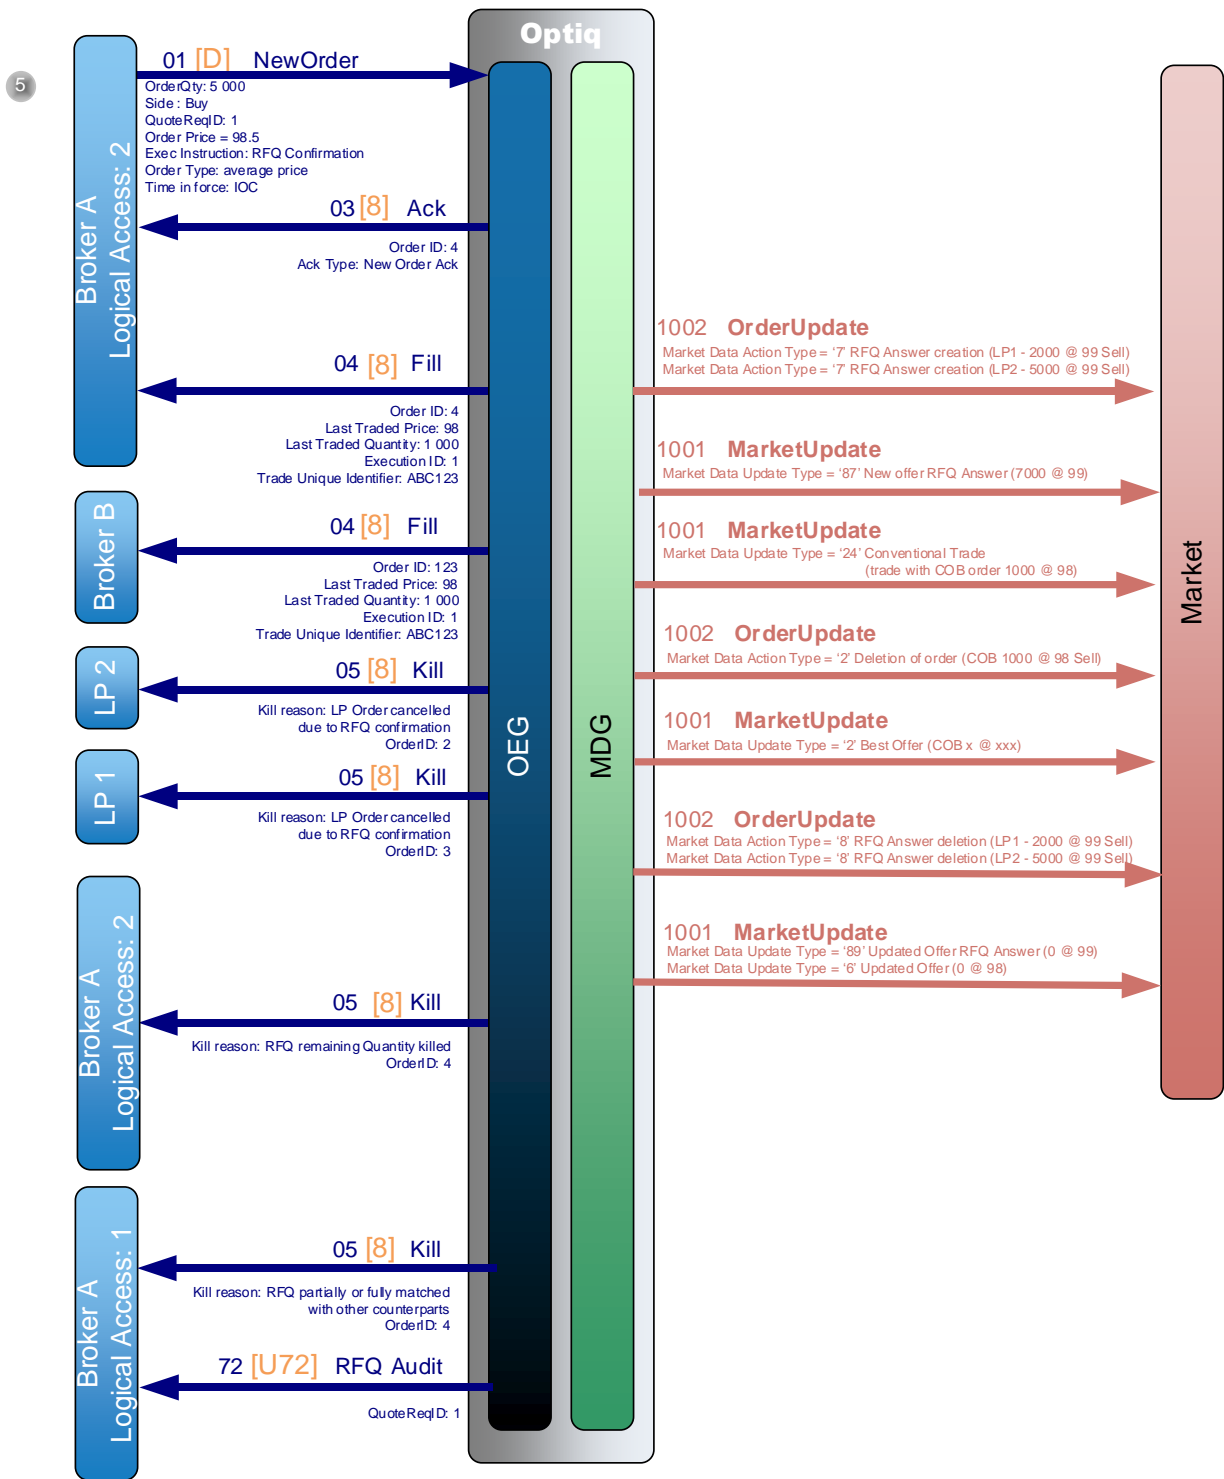 5
Optiq
Broker A
Logical Access: 2
01 [D] NewOrder
OrderQty: 5 000
Side : Buy
QuoteReqID: 1
Order Price = 98.5
Exec Instruction: RFQ Confirmation
Order Type: average price
Time in force: IOC
03 [8] Ack
Order ID: 4
Ack Type: New Order Ack
04 [8] Fill
Order ID: 4
Last Traded Price: 98
Last Traded Quantity: 1 000
Execution ID: 1
Trade Unique Identifier: ABC123
Broker B
04 [8] Fill
Order ID: 123
Last Traded Price: 98
Last Traded Quantity: 1 000
Execution ID: 1
Trade Unique Identifier: ABC123
LP 2
05 [8] Kill
Kill reason: LP Order cancelled
due to RFQ confirmation
OrderID: 2
LP 1
05 [8] Kill
Kill reason: LP Order cancelled
due to RFQ confirmation
OrderID: 3
Broker A
Logical Access: 2
05 [8] Kill
Kill reason: RFQ remaining Quantity killed
OrderID: 4
Broker A
Logical Access: 1
05 [8] Kill
Kill reason: RFQ partially or fully matched
with other counterparts
OrderID: 4
72 [U72] RFQ Audit
QuoteReqID: 1
OEG
MDG
1002 OrderUpdate
Market Data Action Type = ‘7’ RFQ Answer creation (LP1 - 2000 @ 99 Sell)
Market Data Action Type = ‘7’ RFQ Answer creation (LP2 - 5000 @ 99 Sell)
1001 MarketUpdate
Market Data Update Type = ‘87’ New offer RFQ Answer (7000 @ 99)
1001 MarketUpdate
Market Data Update Type = ‘24’ Conventional Trade
(trade with COB order 1000 @ 98)
1002 OrderUpdate
Market Data Action Type = ‘2’ Deletion of order (COB 1000 @ 98 Sell)
1001 MarketUpdate
Market Data Update Type = ‘2’ Best Offer (COB x @ xxx)
1002 OrderUpdate
Market Data Action Type = ‘8’ RFQ Answer deletion (LP1 - 2000 @ 99 Sell)
Market Data Action Type = ‘8’ RFQ Answer deletion (LP2 - 5000 @ 99 Sell)
1001 MarketUpdate
Market Data Update Type = ‘89’ Updated Offer RFQ Answer (0 @ 99)
Market Data Update Type = ‘6’ Updated Offer (0 @ 98)
Market